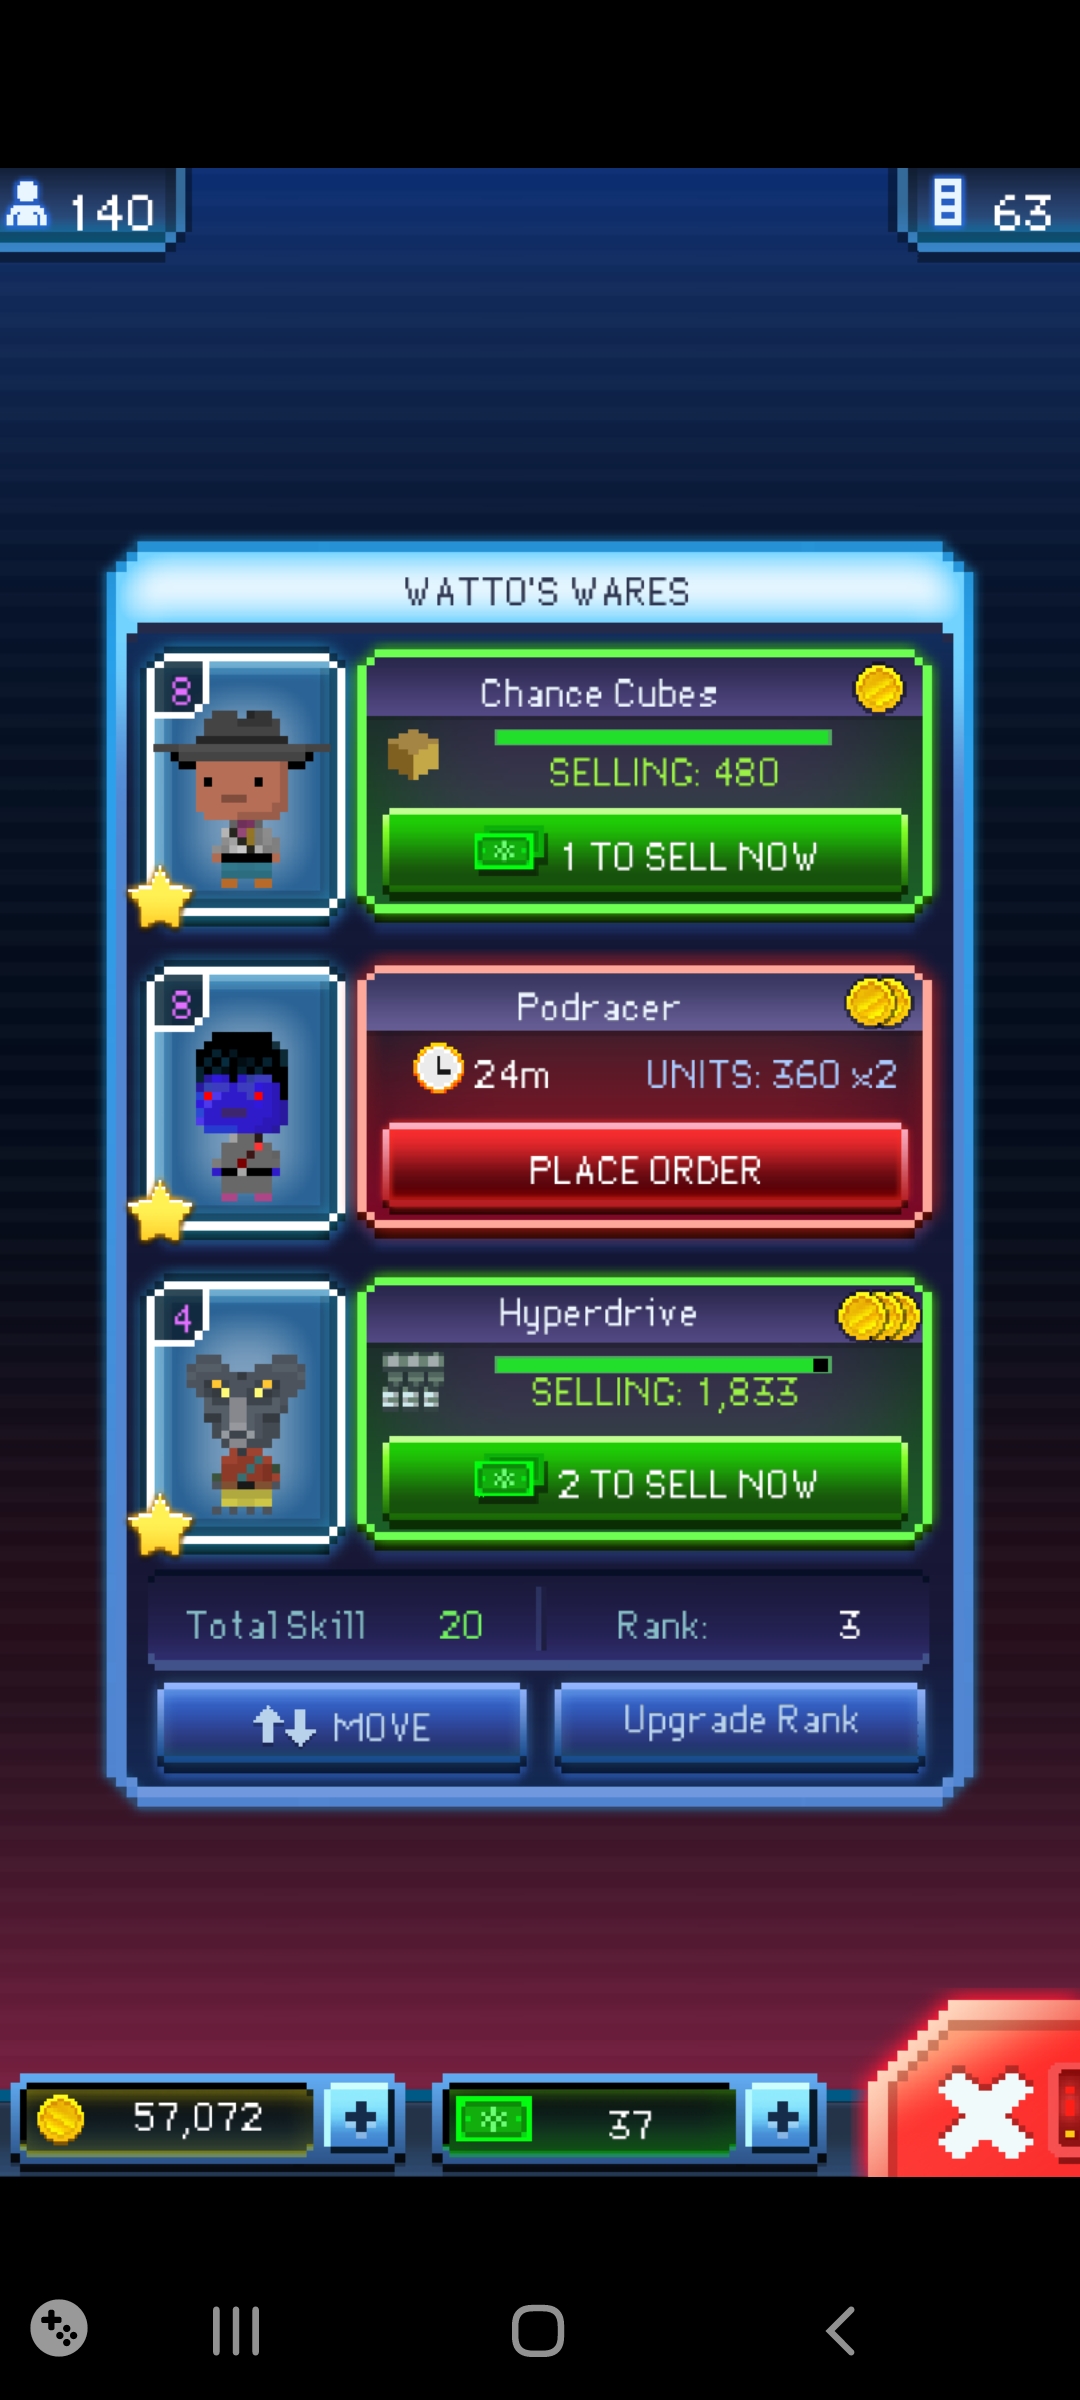 140
63
WATTO'S WARES
8
Chance Cubes
SELLING: 480
1 TO SELL NOW
8
Podracer
24m UNITS: 360 x2
PLACE ORDER
4
Hyperdrive
SELLING: 1,833
2 TO SELL NOW
Total Skill 20 Rank: 3
MOVE Upgrade Rank
57,072 37